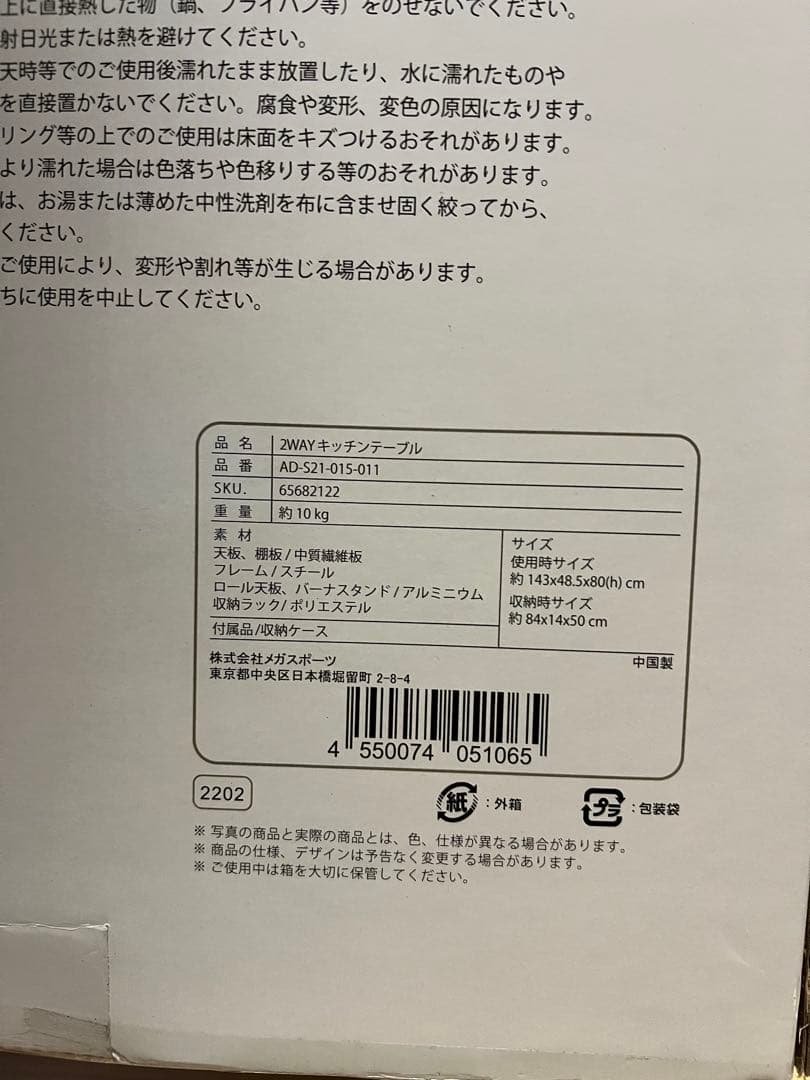 上に直接熱した物（鍋、フライパン等）をのせないでください。
射日光または熱を避けてください。
天時等でのご使用後濡れたまま放置したり、水に濡れたものや
を直接置かないでください。腐食や変形、変色の原因になります。
リング等の上でのご使用は床面をキズつけるおそれがあります。
より濡れた場合は色落ちや色移りする等のおそれがあります。
は、お湯または薄めた中性洗剤を布に含ませ固く絞ってから、
ください。
ご使用により、変形や割れ等が生じる場合があります。
ちに使用を中止してください。
品 名 2WAYキッチンテーブル
品 番 AD-S21-015-011
SKU. 65682122
重 量 約10kg
素 材
天板、棚板/中質繊維板
フレーム/スチール
ロール天板、バーナスタンド/アルミニウム
収納ラック/ポリエステル
付属品/収納ケース
サイズ
使用時サイズ
約 143x48.5x80(h) cm
収納時サイズ
約 84x14x50 cm
株式会社メガスポーツ
中国製
東京都中央区日本橋堀留町 2-8-4
4 550074 051065
2202
紙 :外箱
プラ :包装袋
※ 写真の商品と実際の商品とは、色、仕様が異なる場合があります。
※ 商品の仕様、デザインは予告なく変更する場合があります。
※ ご使用中は箱を大切に保管してください。